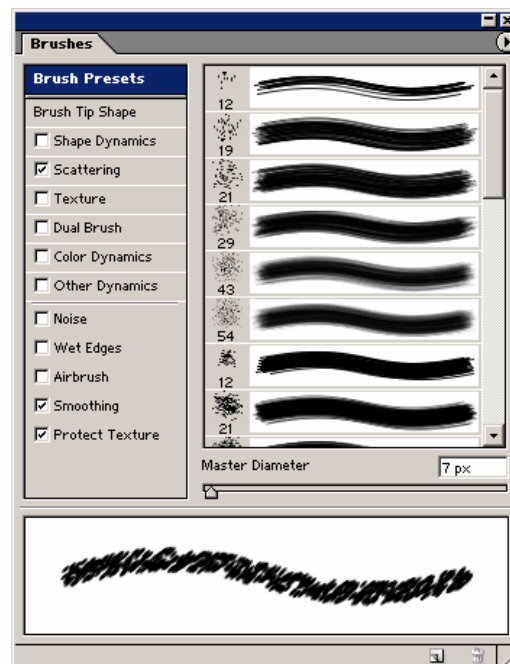 Brushes
Brush Presets
Brush Tip Shape
Shape Dynamics
Scattering
Texture
Dual Brush
Color Dynamics
Other Dynamics
Noise
Wet Edges
Airbrush
Smoothing
Protect Texture
12
19
21
29
43
54
12
21
Master Diameter
7 px